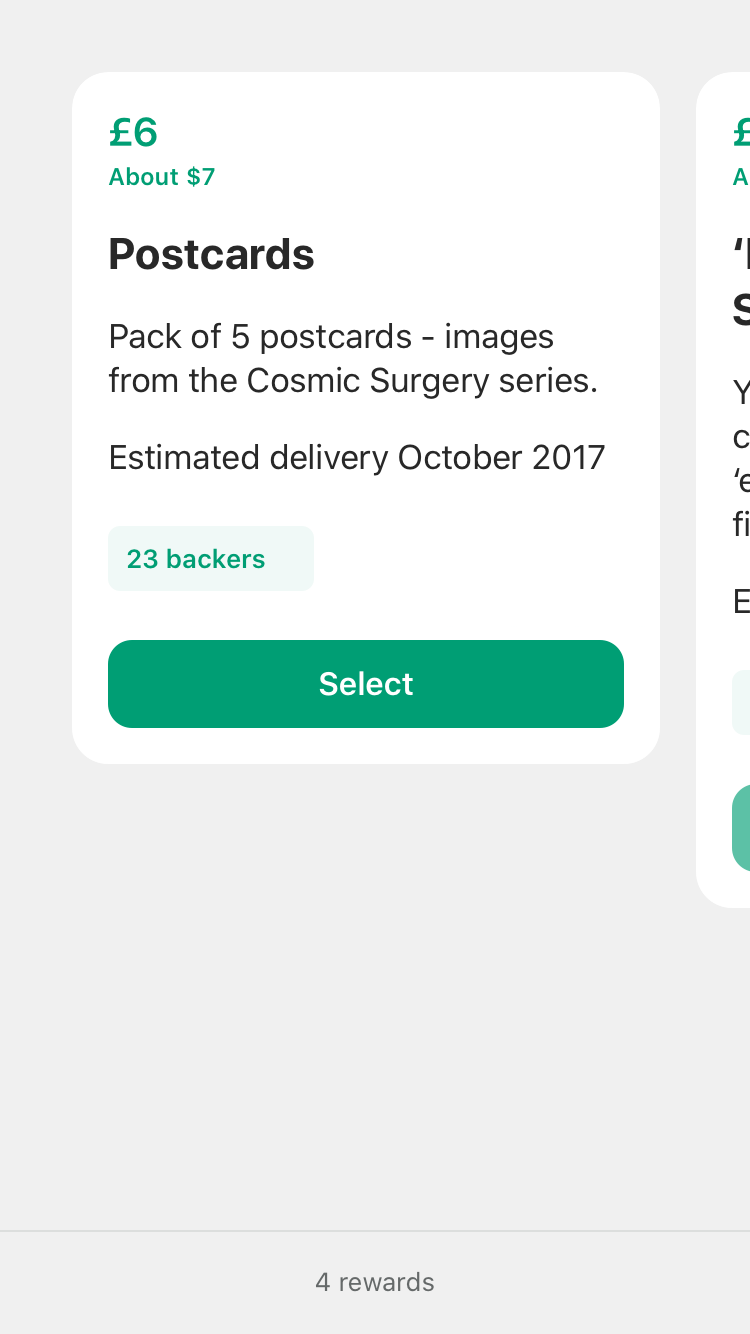 £6
About $7
Postcards
Pack of 5 postcards - images
from the Cosmic Surgery series.
Estimated delivery October 2017
23 backers
Select
4 rewards